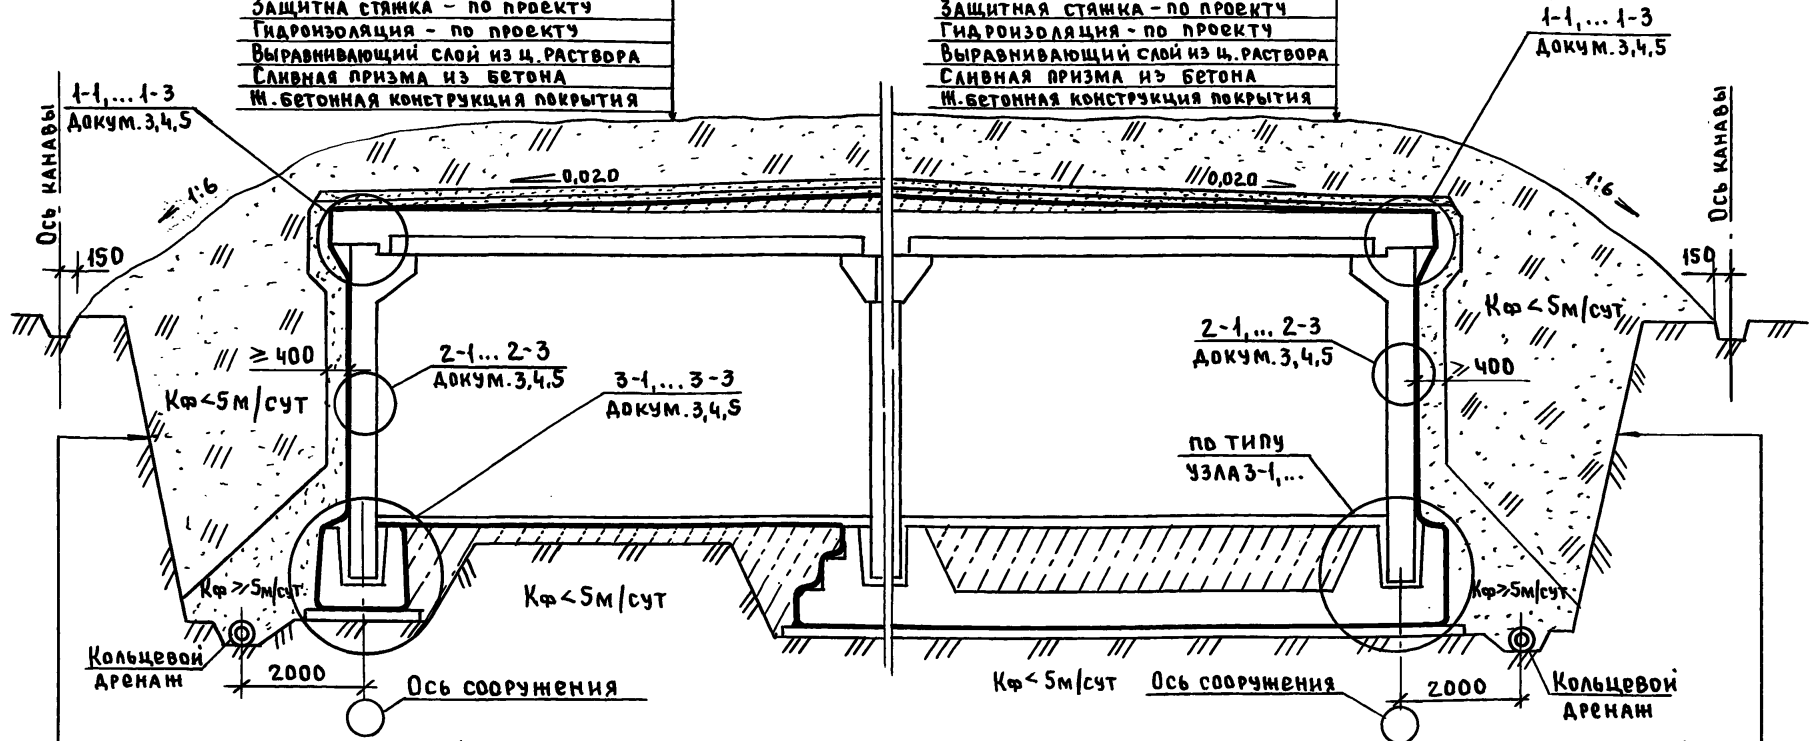 ЗАЩИТНА СТЯЖКА - ПО ПРОЕКТУ
ГИДРОИЗОЛЯЦИЯ - ПО ПРОЕКТУ
ВЫРАВНИВАЮЩИЙ СЛОЙ ИЗ Ц. РАСТВОРА
СЛИВНАЯ ПРИЗМА ИЗ БЕТОНА
Ж. БЕТОННАЯ КОНСТРУКЦИЯ ПОКРЫТИЯ
ЗАЩИТНАЯ СТЯЖКА - ПО ПРОЕКТУ
ГИДРОИЗОЛЯЦИЯ - ПО ПРОЕКТУ
ВЫРАВНИВАЮЩИЙ СЛОЙ ИЗ Ц. РАСТВОРА
СЛИВНАЯ ПРИЗМА ИЗ БЕТОНА
Ж. БЕТОННАЯ КОНСТРУКЦИЯ ПОКРЫТИЯ
1-1,... 1-3
ДОКУМ. 3,4,5
1-1,... 1-3
ДОКУМ. 3,4,5
ОСЬ КАНАВЫ
ОСЬ КАНАВЫ
1:6
0,020
0,020
1:6
150
150
Кф < 5м/сут
≥ 400
2-1... 2-3
ДОКУМ. 3,4,5
3-1,... 3-3
ДОКУМ. 3,4,5
2-1,... 2-3
ДОКУМ. 3,4,5
≥ 400
Кф < 5м/сут
ПО ТИПУ
УЗЛА 3-1,...
Кф ≥ 5м/сут
Кф < 5м/сут
Кф ≥ 5м/сут
КОЛЬЦЕВОЙ
ДРЕНАЖ
2000
ОСЬ СООРУЖЕНИЯ
Кф < 5м/сут
ОСЬ СООРУЖЕНИЯ
2000
КОЛЬЦЕВОЙ
ДРЕНАЖ